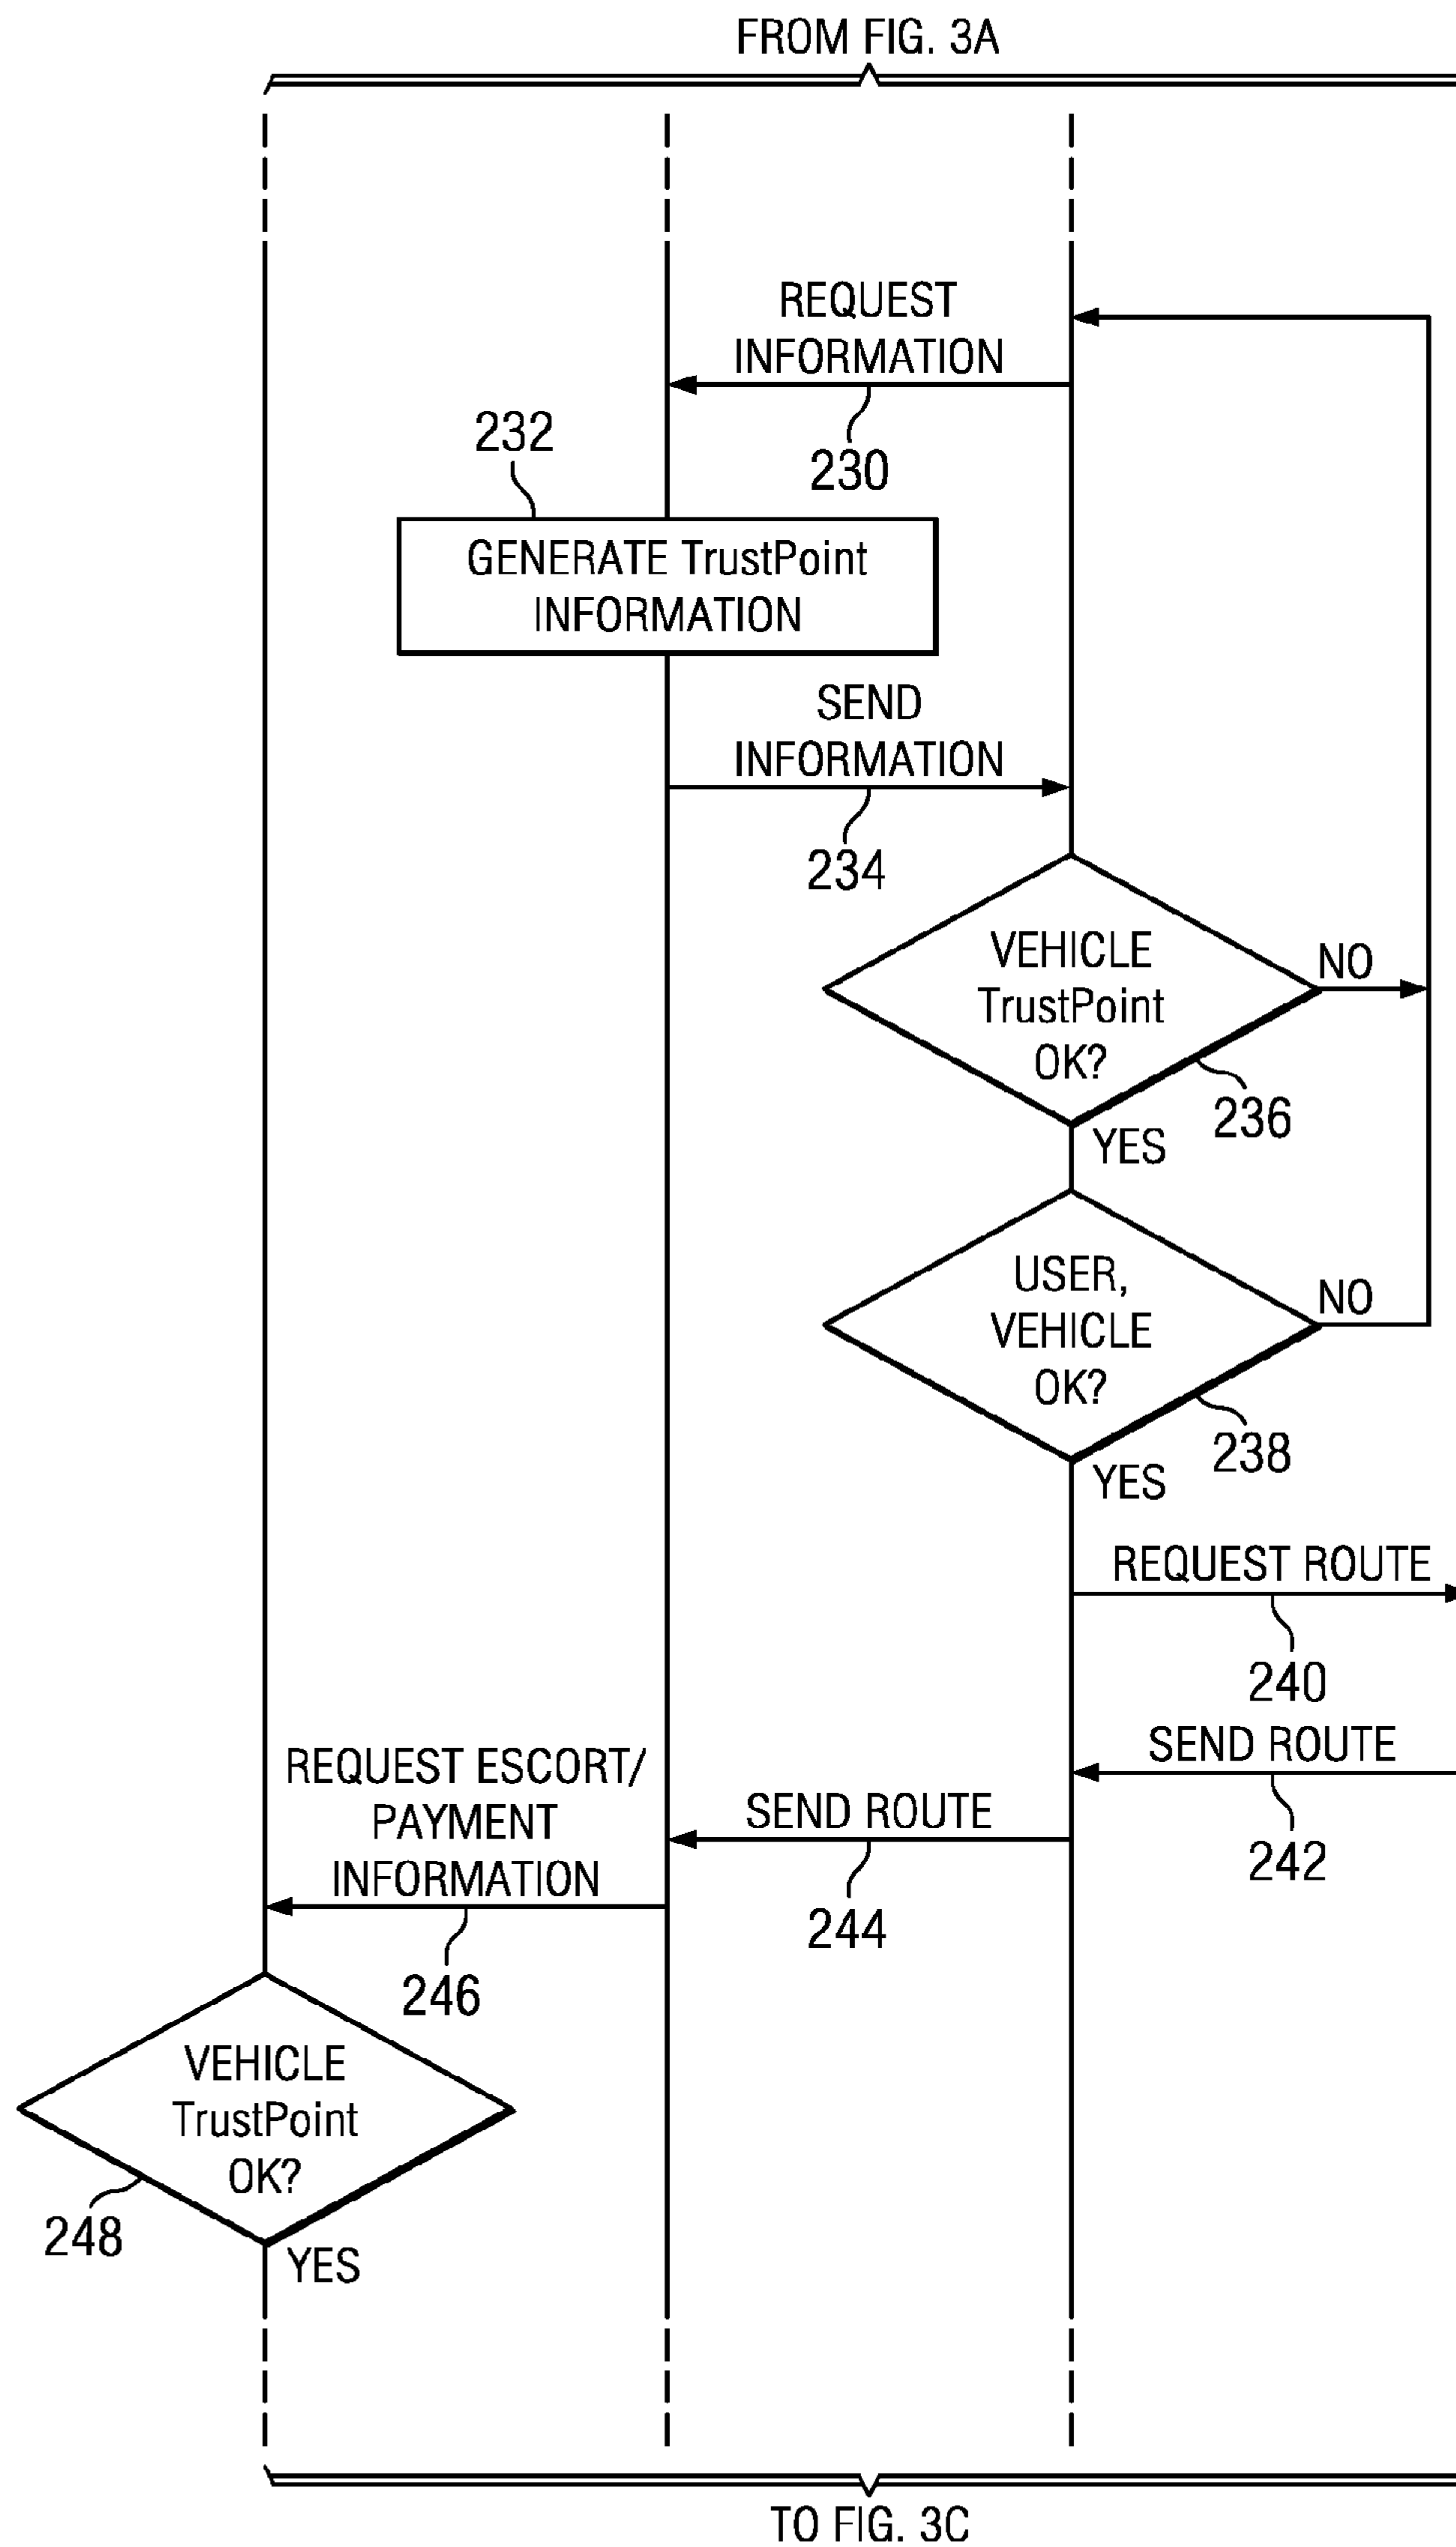 FROM FIG. 3A
REQUEST
INFORMATION
230
232
GENERATE TrustPoint
INFORMATION
SEND
INFORMATION
234
VEHICLE
TrustPoint
OK?
NO
236
YES
USER,
VEHICLE
OK?
NO
238
YES
REQUEST ROUTE
240
SEND ROUTE
242
SEND ROUTE
244
REQUEST ESCORT/
PAYMENT
INFORMATION
246
VEHICLE
TrustPoint
OK?
248
YES
TO FIG. 3C